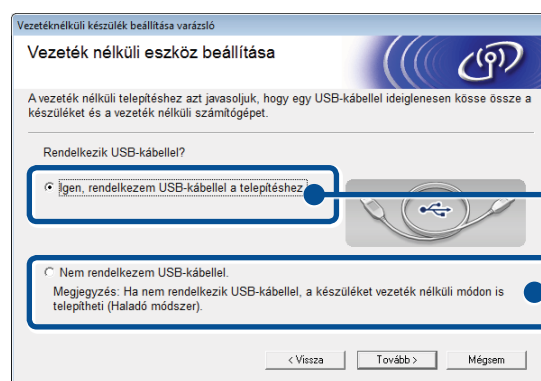 Vezetéknélküli készülék beállítása varázsló
Vezeték nélküli eszköz beállítása
A vezeték nélküli telepítéshez azt javasoljuk, hogy egy USB-kábellel ideiglenesen kösse össze a
készüléket és a vezeték nélküli számítógépet.
Rendelkezik USB-kábellel?
Igen, rendelkezem USB-kábellel a telepítéshez.
Nem rendelkezem USB-kábellel.
Megjegyzés: Ha nem rendelkezik USB-kábellel, a készüléket vezeték nélküli módon is
telepítheti (Haladó módszer).
< Vissza Tovább > Mégsem